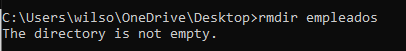 C:\Users\wilso\OneDrive\Desktop>rmdir empleados
The directory is not empty.